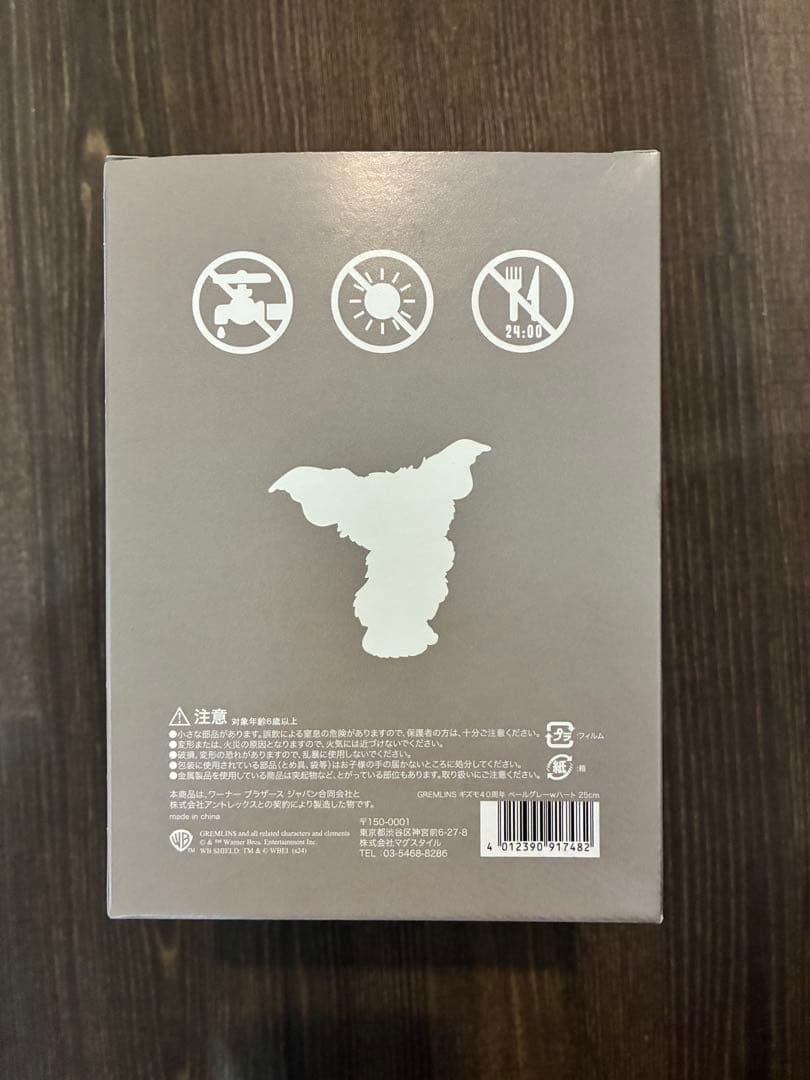 24:00
注意 対象年齢6歳以上
●小さな部品があります。誤飲による窒息の危険がありますので、保護者の方は、十分ご注意ください。
●変形または、火災の原因となりますので、火気には近づけないでください。
●破損、変形の恐れがありますので、乱暴に使用しないでください。
●包装に使用されている部品(とめ具、袋等)はお子様の手の届かないところに処分してください。
●金属製品を使用している商品は突起物など、とがっている部位もあります。取り扱いにご注意ください。
プラ :フィルム
紙 :箱
本商品は、ワーナー ブラザース ジャパン合同会社と
株式会社アントレックスとの契約により製造した物です。
made in china
GREMLINS ギズモ40周年 ペールグレーwハート 25cm
WB TM
GREMLINS and all related characters and elements
© & ™ Warner Bros. Entertainment Inc.
WB SHIELD: TM & © WBEI. (s24)
〒150-0001
東京都渋谷区神宮前6-27-8
株式会社マグスタイル
TEL:03-5468-8286
4 012390 917482